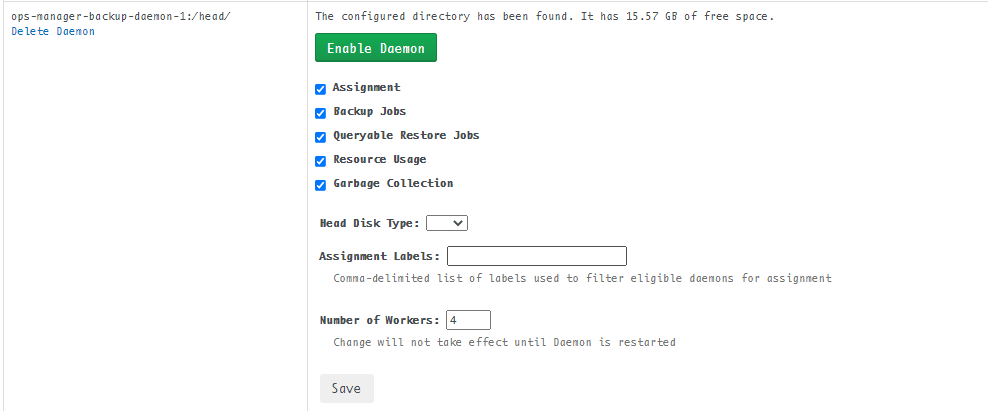 ops-manager-backup-daemon-1:/head/
Delete Daemon
The configured directory has been found. It has 15.57 GB of free space.
Enable Daemon
Assignment
Backup Jobs
Queryable Restore Jobs
Resource Usage
Garbage Collection
Head Disk Type:
Assignment Labels:
Comma-delimited list of labels used to filter eligible daemons for assignment
Number of Workers: 4
Change will not take effect until Daemon is restarted
Save